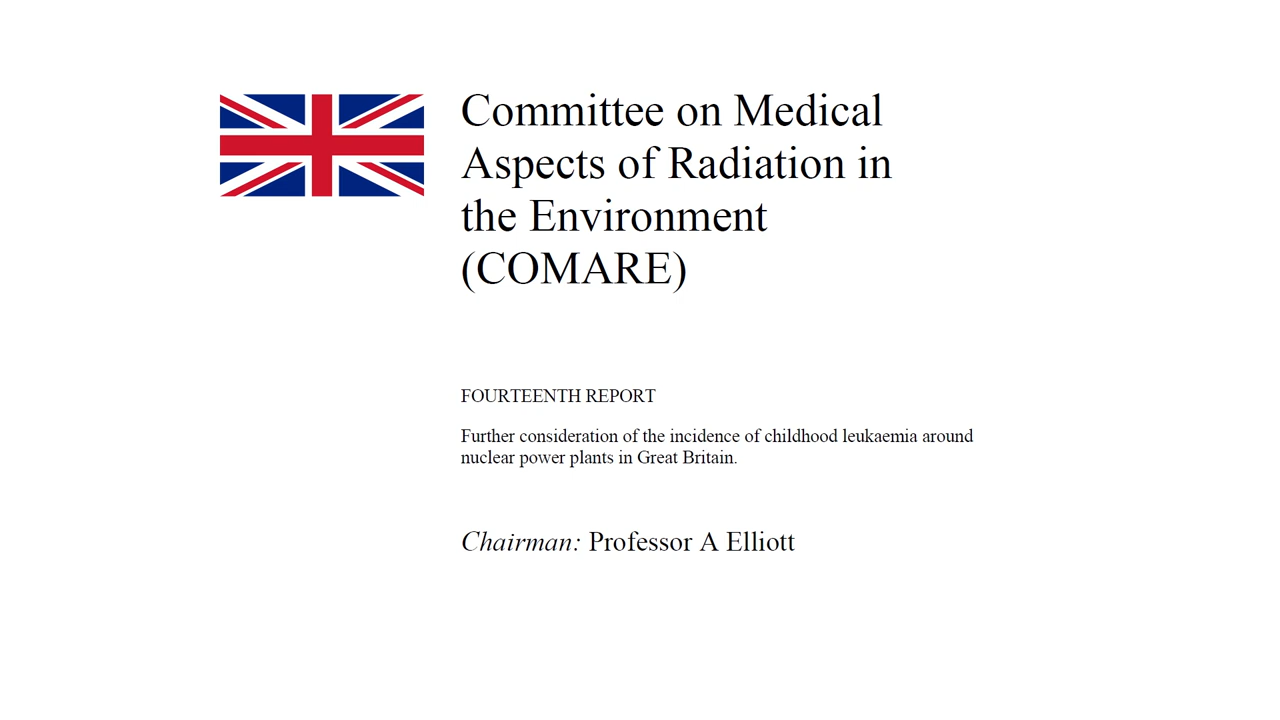 Committee on Medical
Aspects of Radiation in
the Environment
(COMARE)
FOURTEENTH REPORT
Further consideration of the incidence of childhood leukaemia around
nuclear power plants in Great Britain.
Chairman: Professor A Elliott